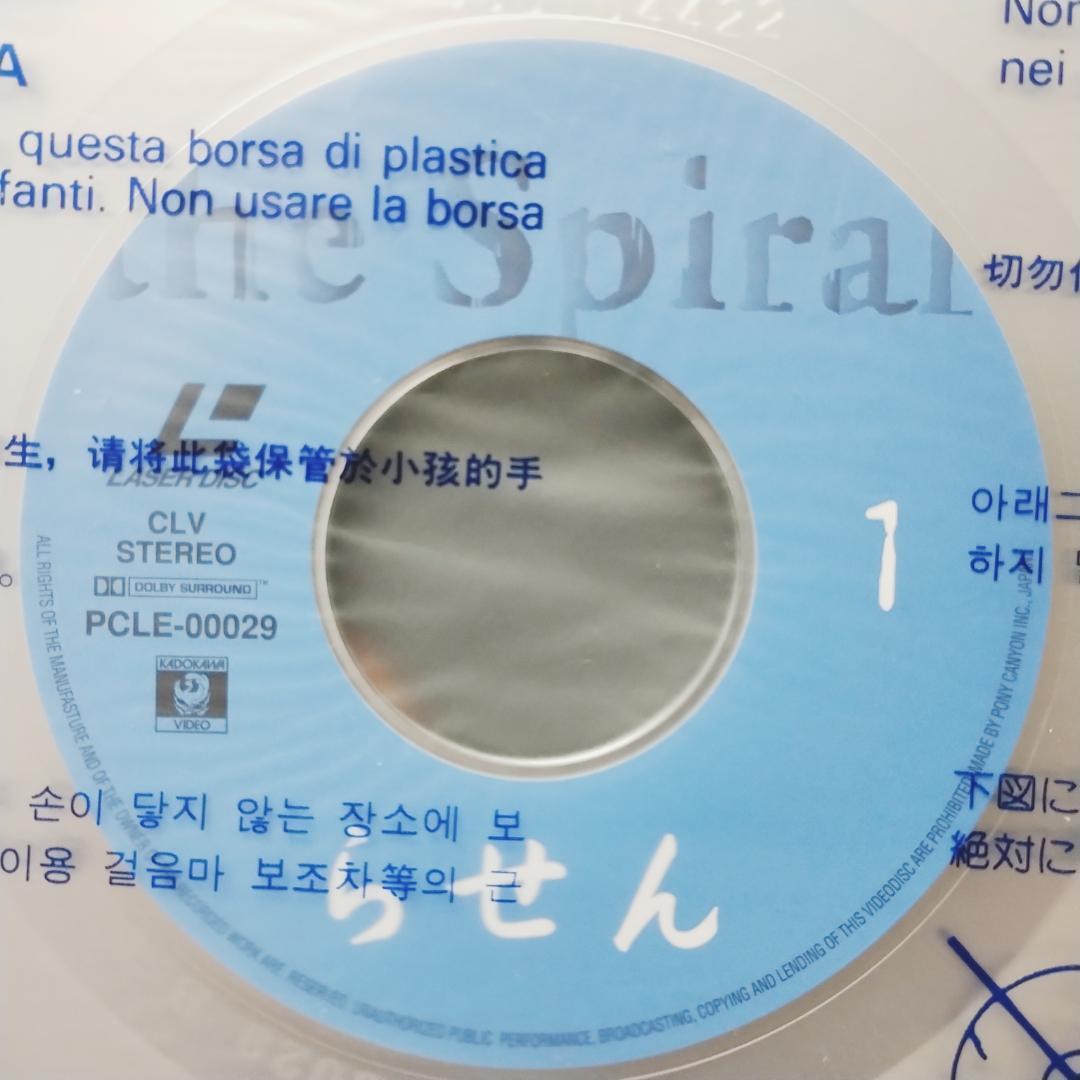 A
questa borsa di plastica
fanti. Non usare la borsa
Non
nei
the Spiral
切勿
生，请将此袋保管於小孩的手
LASER DISC
CLV
STEREO
DOLBY SURROUND™
PCLE-00029
KADOKAWA
VIDEO
1
아래
하지
손이 닿지 않는 장소에 보
이용 걸음마 보조차等의 근
下図に
絶対に
らせん
ALL RIGHTS OF THE MANUFASTURE AND OF THE OWNER RECORDED WORK ARE RESERVED. UNAUTHORIZED PUBLIC PERFORMANCE, BROADCASTING, COPYING AND LENDING OF THIS VIDEODISC ARE PROHIBITED. MADE BY PONY CANYON INC., JAPAN